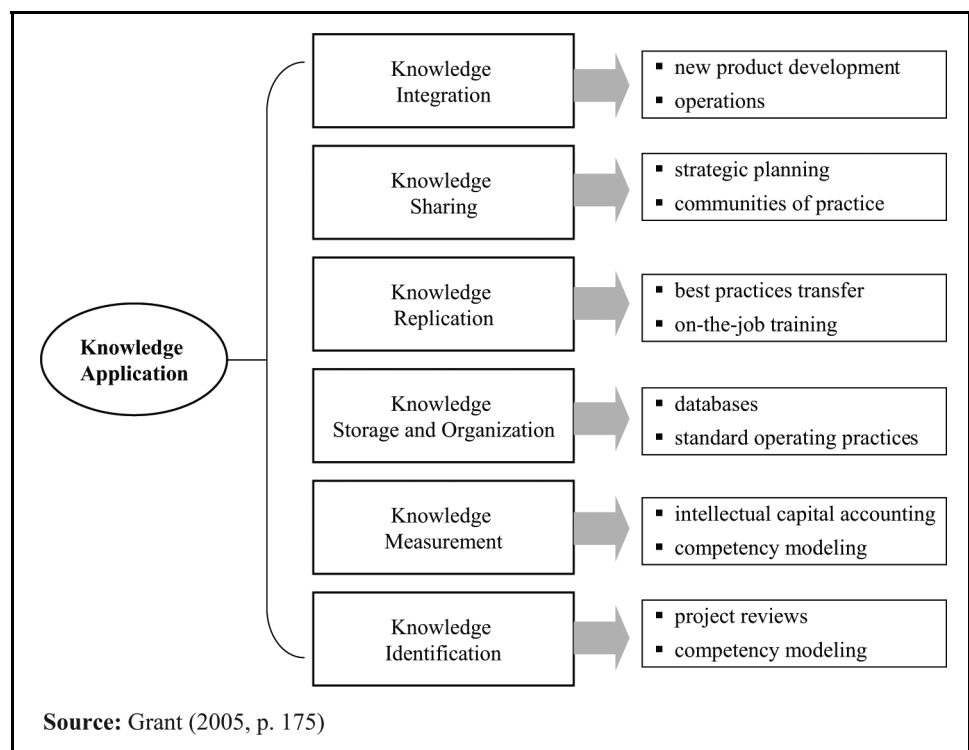 Knowledge
Application
Knowledge
Integration
▪ new product development
▪ operations
Knowledge
Sharing
▪ strategic planning
▪ communities of practice
Knowledge
Replication
▪ best practices transfer
▪ on-the-job training
Knowledge
Storage and Organization
▪ databases
▪ standard operating practices
Knowledge
Measurement
▪ intellectual capital accounting
▪ competency modeling
Knowledge
Identification
▪ project reviews
▪ competency modeling
Source: Grant (2005, p. 175)